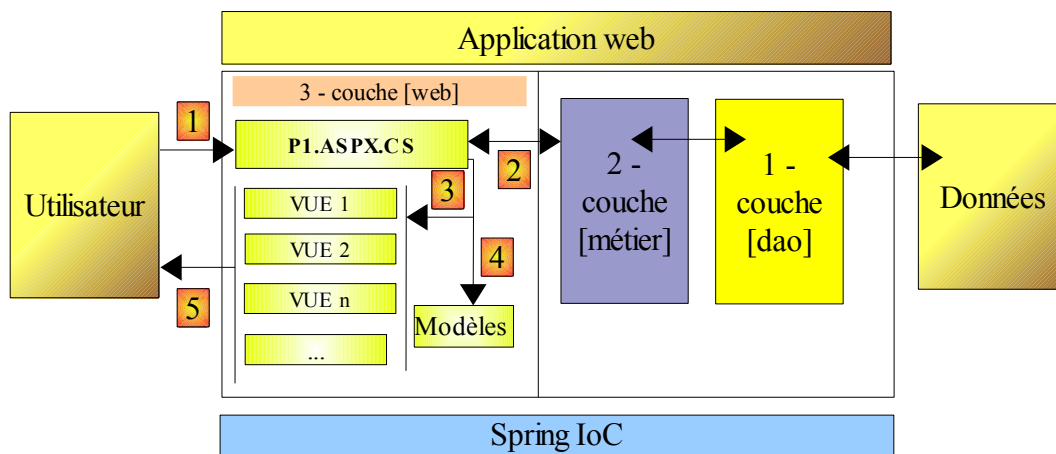 Application web
3 - couche [web]
1
P1.ASPX.CS
2
Utilisateur
VUE 1
3
VUE 2
4
VUE n
5
Modèles
...
2 -
couche
[métier]
1 -
couche
[dao]
Données
Spring IoC